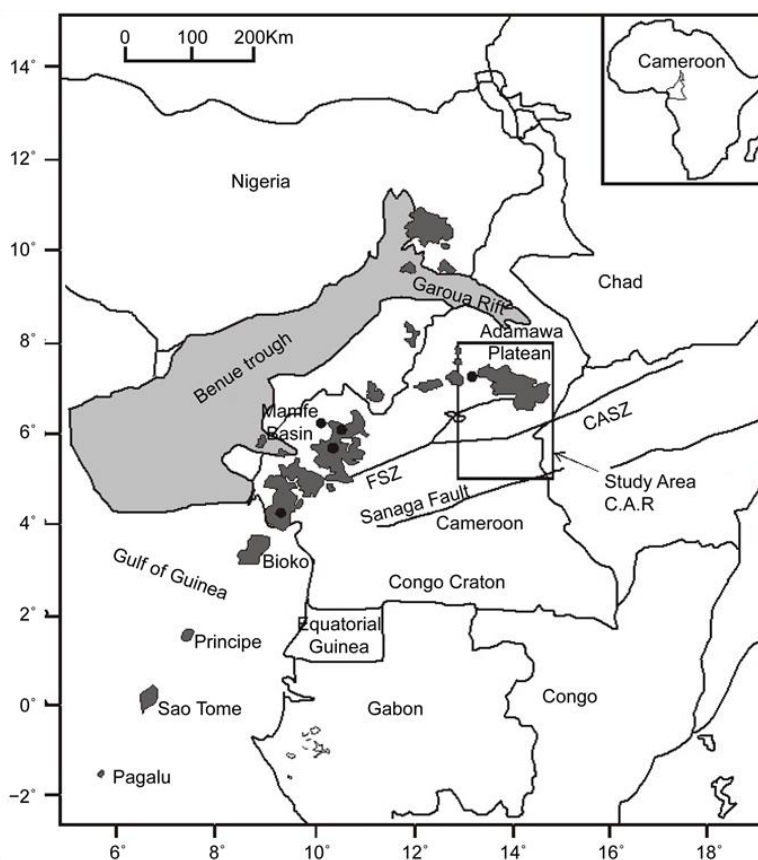 0 100 200Km
Cameroon
14°
12°
10°
8°
6°
4°
2°
0°
−2°
Nigeria
Chad
Garoua Rift
Adamawa
Platean
Benue trough
Mamfe
Basin
CASZ
FSZ
Study Area
C.A.R
Sanaga Fault
Cameroon
Gulf of Guinea
Bioko
Congo Craton
Equatorial
Guinea
Principe
Sao Tome
Gabon
Congo
Pagalu
6° 8° 10° 12° 14° 16° 18°